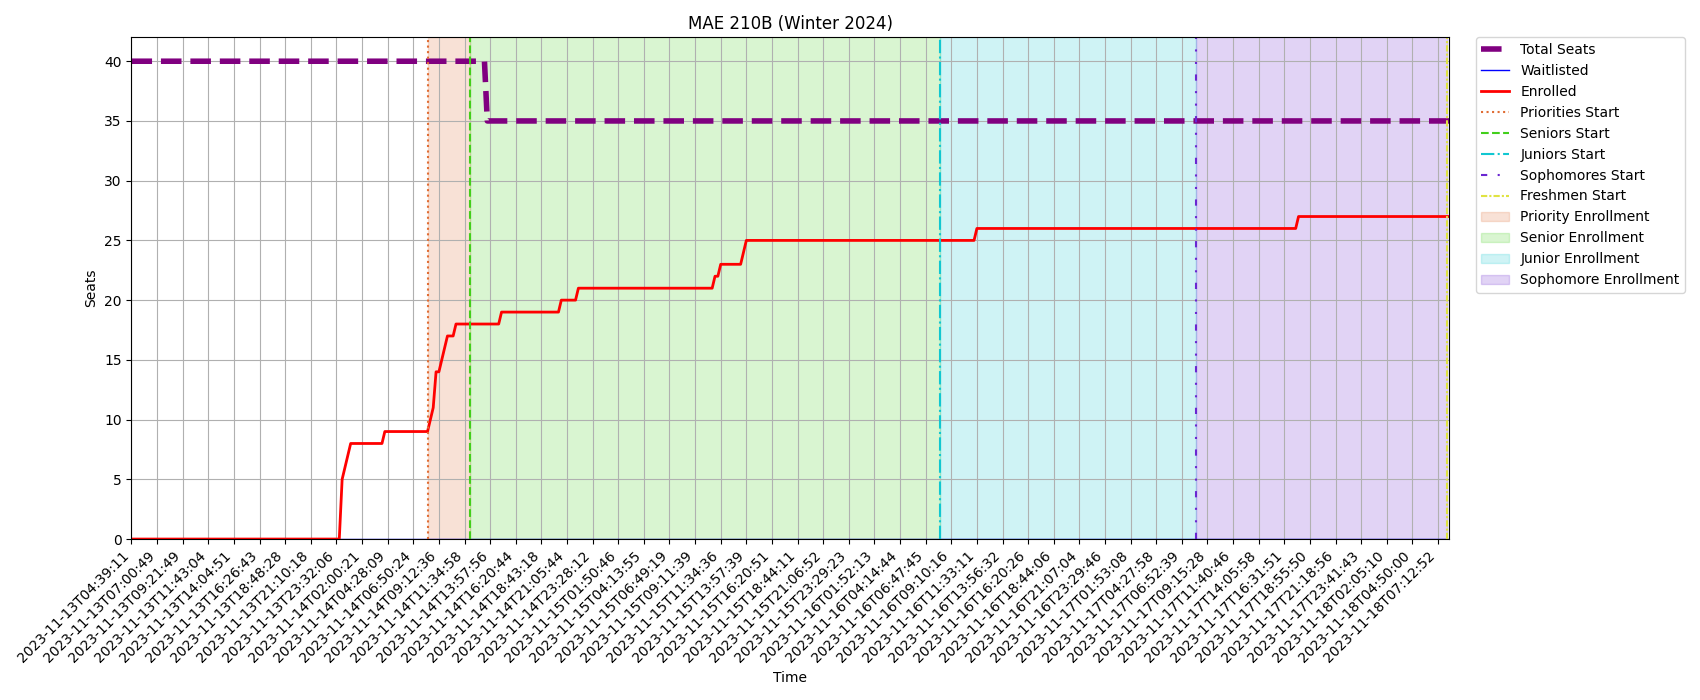 MAE 210B (Winter 2024)
Seats
40
35
30
25
20
15
10
5
0
2023-11-13T04:39:11
2023-11-13T07:00:49
2023-11-13T09:21:49
2023-11-13T11:43:04
2023-11-13T14:04:51
2023-11-13T16:26:43
2023-11-13T18:48:28
2023-11-13T21:10:18
2023-11-13T23:32:06
2023-11-14T02:00:21
2023-11-14T04:28:09
2023-11-14T06:50:24
2023-11-14T09:12:36
2023-11-14T11:34:58
2023-11-14T13:57:56
2023-11-14T16:20:44
2023-11-14T18:43:18
2023-11-14T21:05:44
2023-11-14T23:28:12
2023-11-15T01:50:46
2023-11-15T04:13:55
2023-11-15T06:49:19
2023-11-15T09:11:39
2023-11-15T11:34:36
2023-11-15T13:57:39
2023-11-15T16:20:51
2023-11-15T18:44:11
2023-11-15T21:06:52
2023-11-15T23:29:23
2023-11-16T01:52:13
2023-11-16T04:14:44
2023-11-16T06:47:45
2023-11-16T09:10:16
2023-11-16T11:33:11
2023-11-16T13:56:32
2023-11-16T16:20:26
2023-11-16T18:44:06
2023-11-16T21:07:04
2023-11-16T23:29:46
2023-11-17T01:53:08
2023-11-17T04:27:58
2023-11-17T06:52:39
2023-11-17T09:15:28
2023-11-17T11:40:46
2023-11-17T14:05:58
2023-11-17T16:31:51
2023-11-17T18:55:50
2023-11-17T21:18:56
2023-11-17T23:41:43
2023-11-18T02:05:10
2023-11-18T04:50:00
2023-11-18T07:12:52
Time
Total Seats
Waitlisted
Enrolled
Priorities Start
Seniors Start
Juniors Start
Sophomores Start
Freshmen Start
Priority Enrollment
Senior Enrollment
Junior Enrollment
Sophomore Enrollment